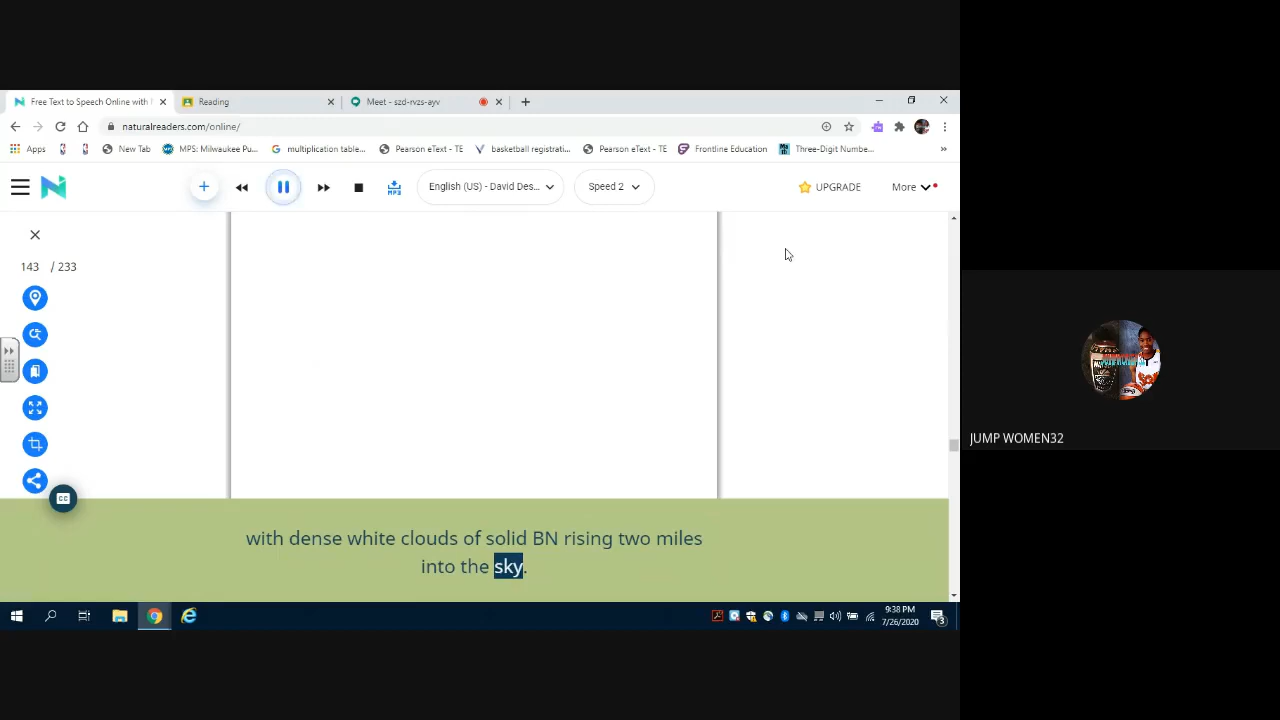 Free Text to Speech Online with
Reading
Meet - szd-rvzs-ayv
naturalreaders.com/online/
Apps
New Tab
MPS: Milwaukee Pu...
multiplication table...
Pearson eText - TE
basketball registrati...
Pearson eText - TE
Frontline Education
Three-Digit Numbe...
MP3
English (US) - David Des...
Speed 2
UPGRADE
More
143 / 233
JUMP WOMEN32
CC
with dense white clouds of solid BN rising two miles
into the sky.
9:38 PM
7/26/2020
3